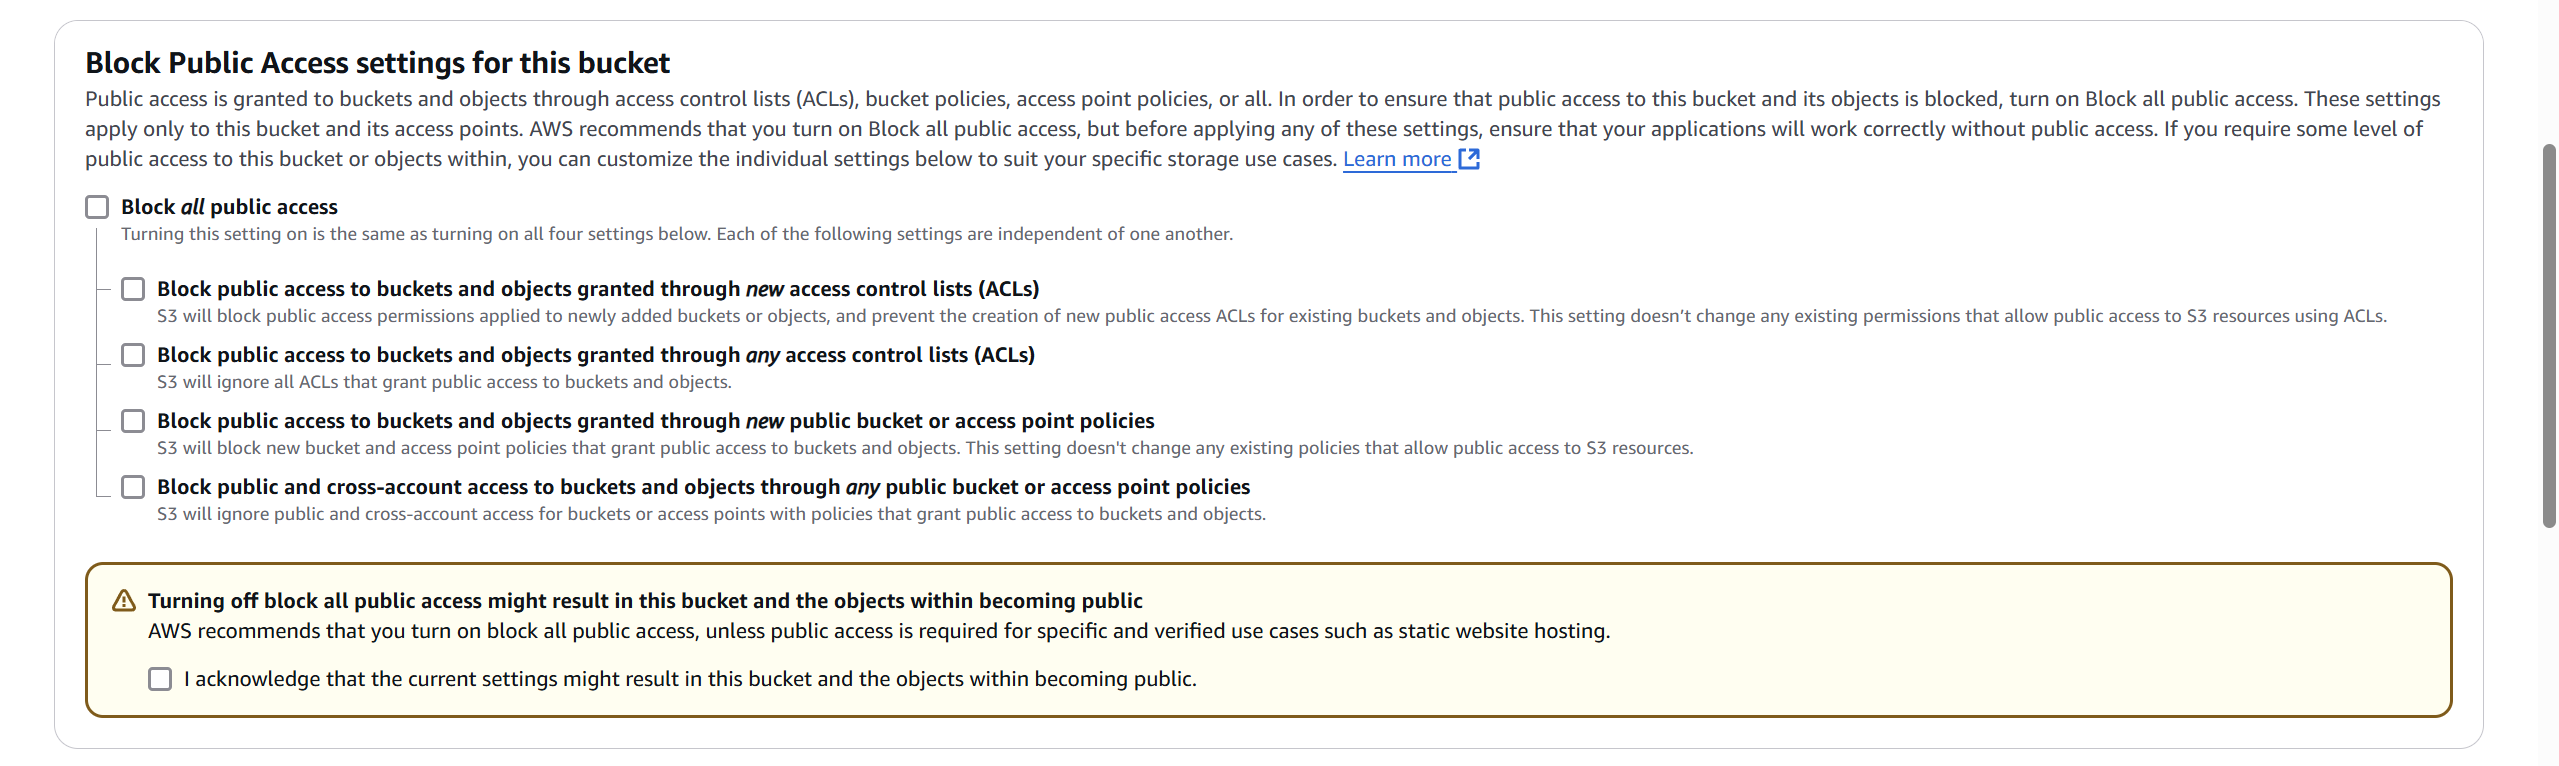 Block Public Access settings for this bucket
Public access is granted to buckets and objects through access control lists (ACLs), bucket policies, access point policies, or all. In order to ensure that public access to this bucket and its objects is blocked, turn on Block all public access. These settings
apply only to this bucket and its access points. AWS recommends that you turn on Block all public access, but before applying any of these settings, ensure that your applications will work correctly without public access. If you require some level of
public access to this bucket or objects within, you can customize the individual settings below to suit your specific storage use cases. Learn more
Block all public access
Turning this setting on is the same as turning on all four settings below. Each of the following settings are independent of one another.
Block public access to buckets and objects granted through new access control lists (ACLs)
S3 will block public access permissions applied to newly added buckets or objects, and prevent the creation of new public access ACLs for existing buckets and objects. This setting doesn’t change any existing permissions that allow public access to S3 resources using ACLs.
Block public access to buckets and objects granted through any access control lists (ACLs)
S3 will ignore all ACLs that grant public access to buckets and objects.
Block public access to buckets and objects granted through new public bucket or access point policies
S3 will block new bucket and access point policies that grant public access to buckets and objects. This setting doesn't change any existing policies that allow public access to S3 resources.
Block public and cross-account access to buckets and objects through any public bucket or access point policies
S3 will ignore public and cross-account access for buckets or access points with policies that grant public access to buckets and objects.
Turning off block all public access might result in this bucket and the objects within becoming public
AWS recommends that you turn on block all public access, unless public access is required for specific and verified use cases such as static website hosting.
I acknowledge that the current settings might result in this bucket and the objects within becoming public.